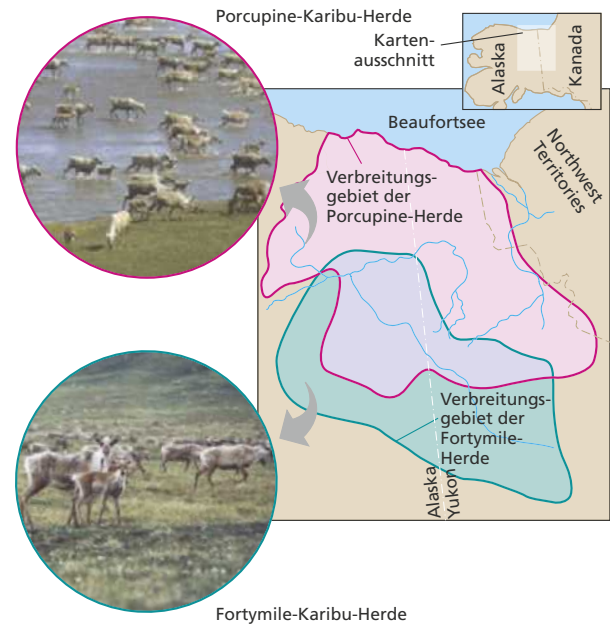 Porcupine-Karibu-Herde
Karten-
ausschnitt
Alaska
Kanada
Beaufortsee
Northwest
Territories
Verbreitungs-
gebiet der
Porcupine-Herde
Verbreitungs-
gebiet der
Fortymile-
Herde
Alaska
Yukon
Fortymile-Karibu-Herde